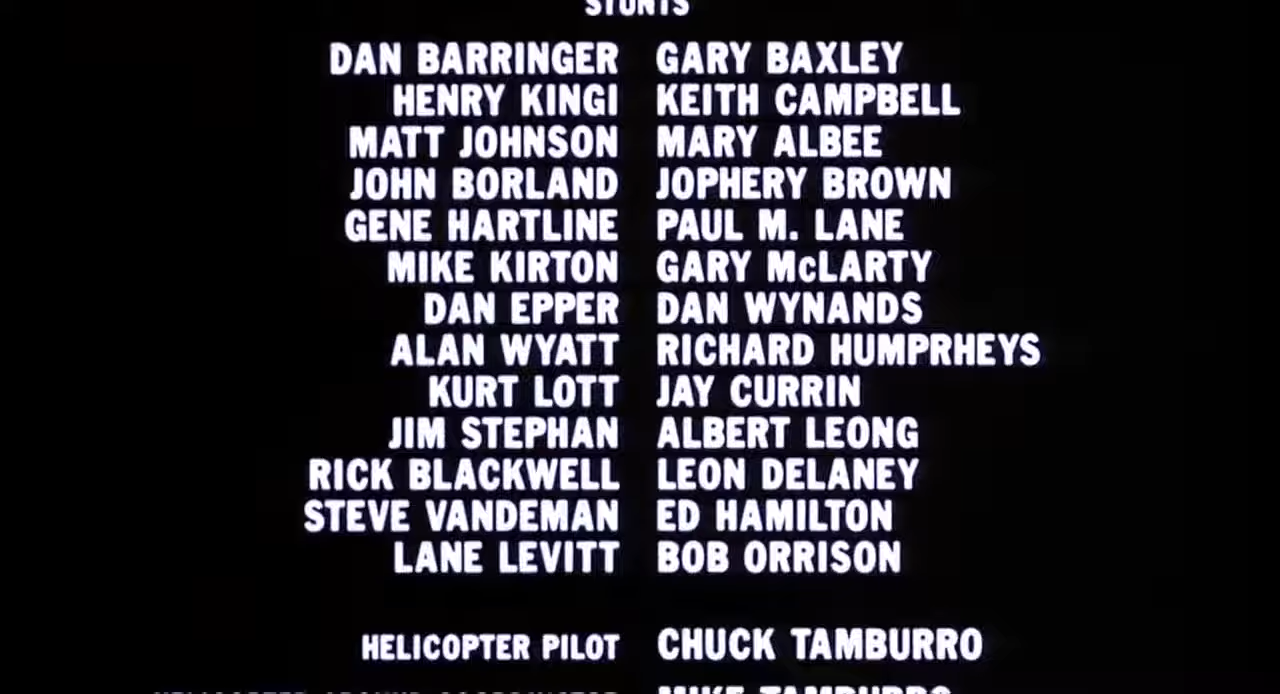 STUNTS
DAN BARRINGER GARY BAXLEY
HENRY KINGI KEITH CAMPBELL
MATT JOHNSON MARY ALBEE
JOHN BORLAND JOPHERY BROWN
GENE HARTLINE PAUL M. LANE
MIKE KIRTON GARY McLARTY
DAN EPPER DAN WYNANDS
ALAN WYATT RICHARD HUMPRHEYS
KURT LOTT JAY CURRIN
JIM STEPHAN ALBERT LEONG
RICK BLACKWELL LEON DELANEY
STEVE VANDEMAN ED HAMILTON
LANE LEVITT BOB ORRISON
HELICOPTER PILOT CHUCK TAMBURRO
MIKE TAMBURRO